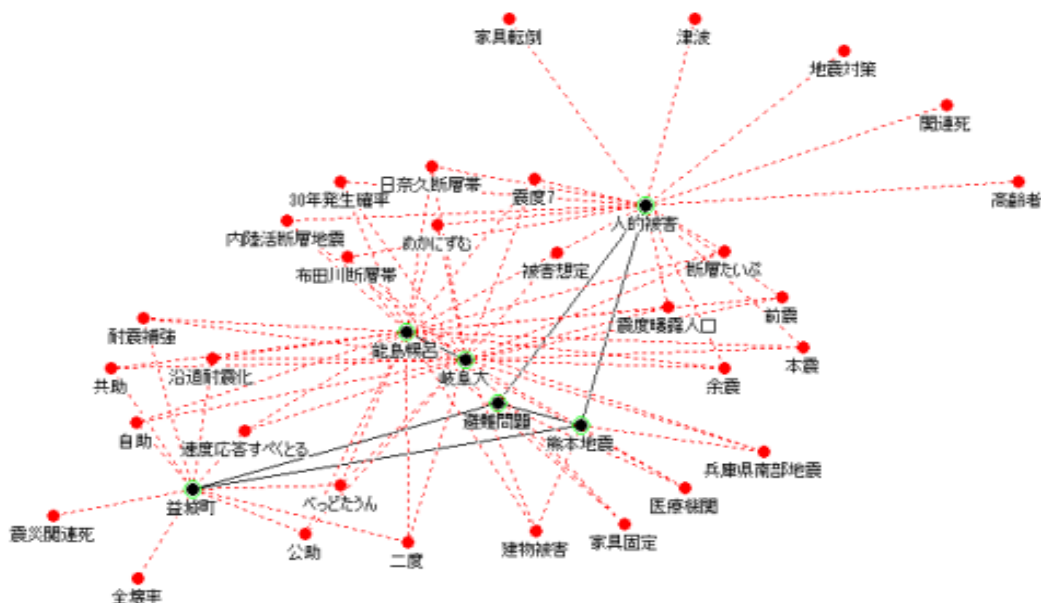 家具転倒
津波
地震対策
関連死
高齢者
日奈久断層帯
30年発生確率
震度7
人的被害
内陸活断層地震
めかにずむ
布田川断層帯
被害想定
断層たいぷ
前震
震度曝露人口
耐震補強
能島暢呂
本震
沿道耐震化
岐阜大
共助
余震
避難問題
自助
熊本地震
速度応答すぺくとる
兵庫県南部地震
益城町
べっどたうん
医療機関
震災関連死
公助
二度
建物被害
家具固定
全壊率